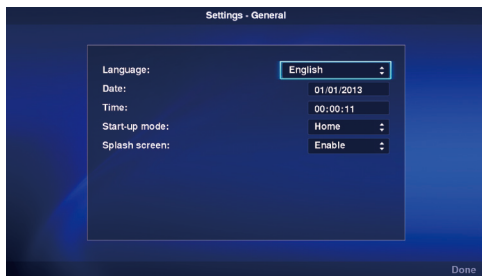 Settings - General
Language: English
Date: 01/01/2013
Time: 00:00:11
Start-up mode: Home
Splash screen: Enable
Done